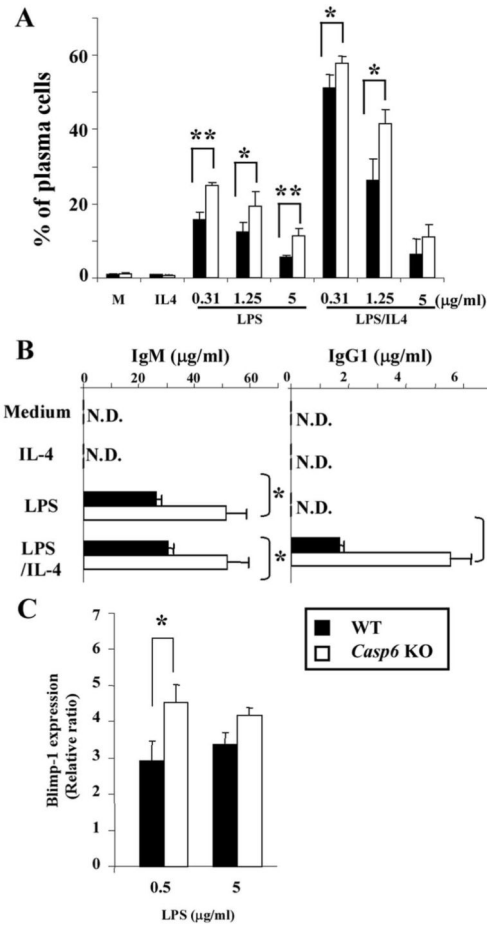 A
% of plasma cells
60
40
20
0
** * ** * *
M IL4 0.31 1.25 5 0.31 1.25 5 (μg/ml)
LPS LPS/IL4
B
IgM (μg/ml) IgG1 (μg/ml)
0 20 40 60 0 2 4 6
Medium N.D. N.D.
IL-4 N.D. N.D.
LPS * N.D.
LPS
/IL-4 *
C
7
6
5
4
3
2
1
0
Blimp-1 expression
(Relative ratio)
*
0.5 5
LPS (μg/ml)
WT
Casp6 KO